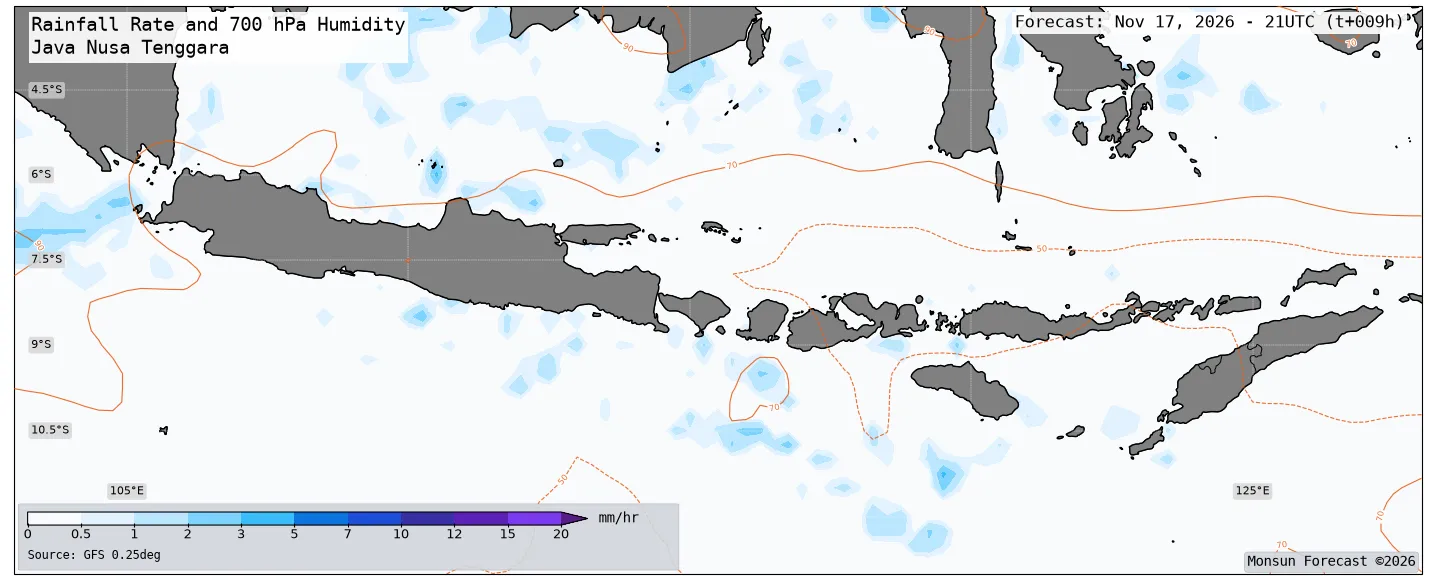 Rainfall Rate and 700 hPa Humidity
Java Nusa Tenggara
Forecast: Nov 17, 2026 - 21UTC (t+009h)
90
90
70
4.5°S
6°S
70
90
7.5°S
50
9°S
70
10.5°S
50
105°E
125°E
70
70
0 0.5 1 2 3 5 7 10 12 15 20 mm/hr
Source: GFS 0.25deg
Monsun Forecast ©2026